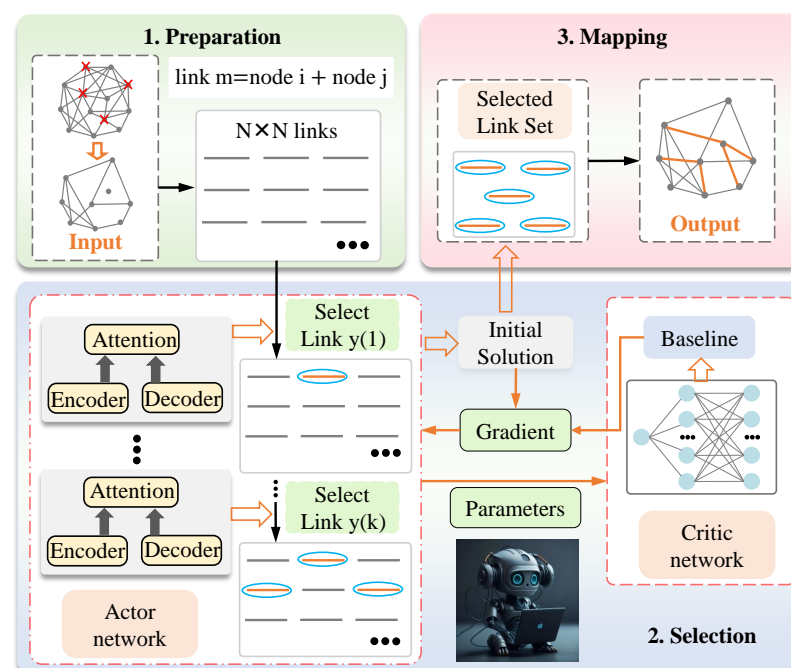 1. Preparation
link m=node i + node j
N×N links
Input
3. Mapping
Selected
Link Set
Output
Attention
Encoder
Decoder
Select
Link y(1)
Initial
Solution
Baseline
Gradient
Attention
Encoder
Decoder
Select
Link y(k)
Parameters
Critic
network
Actor
network
2. Selection